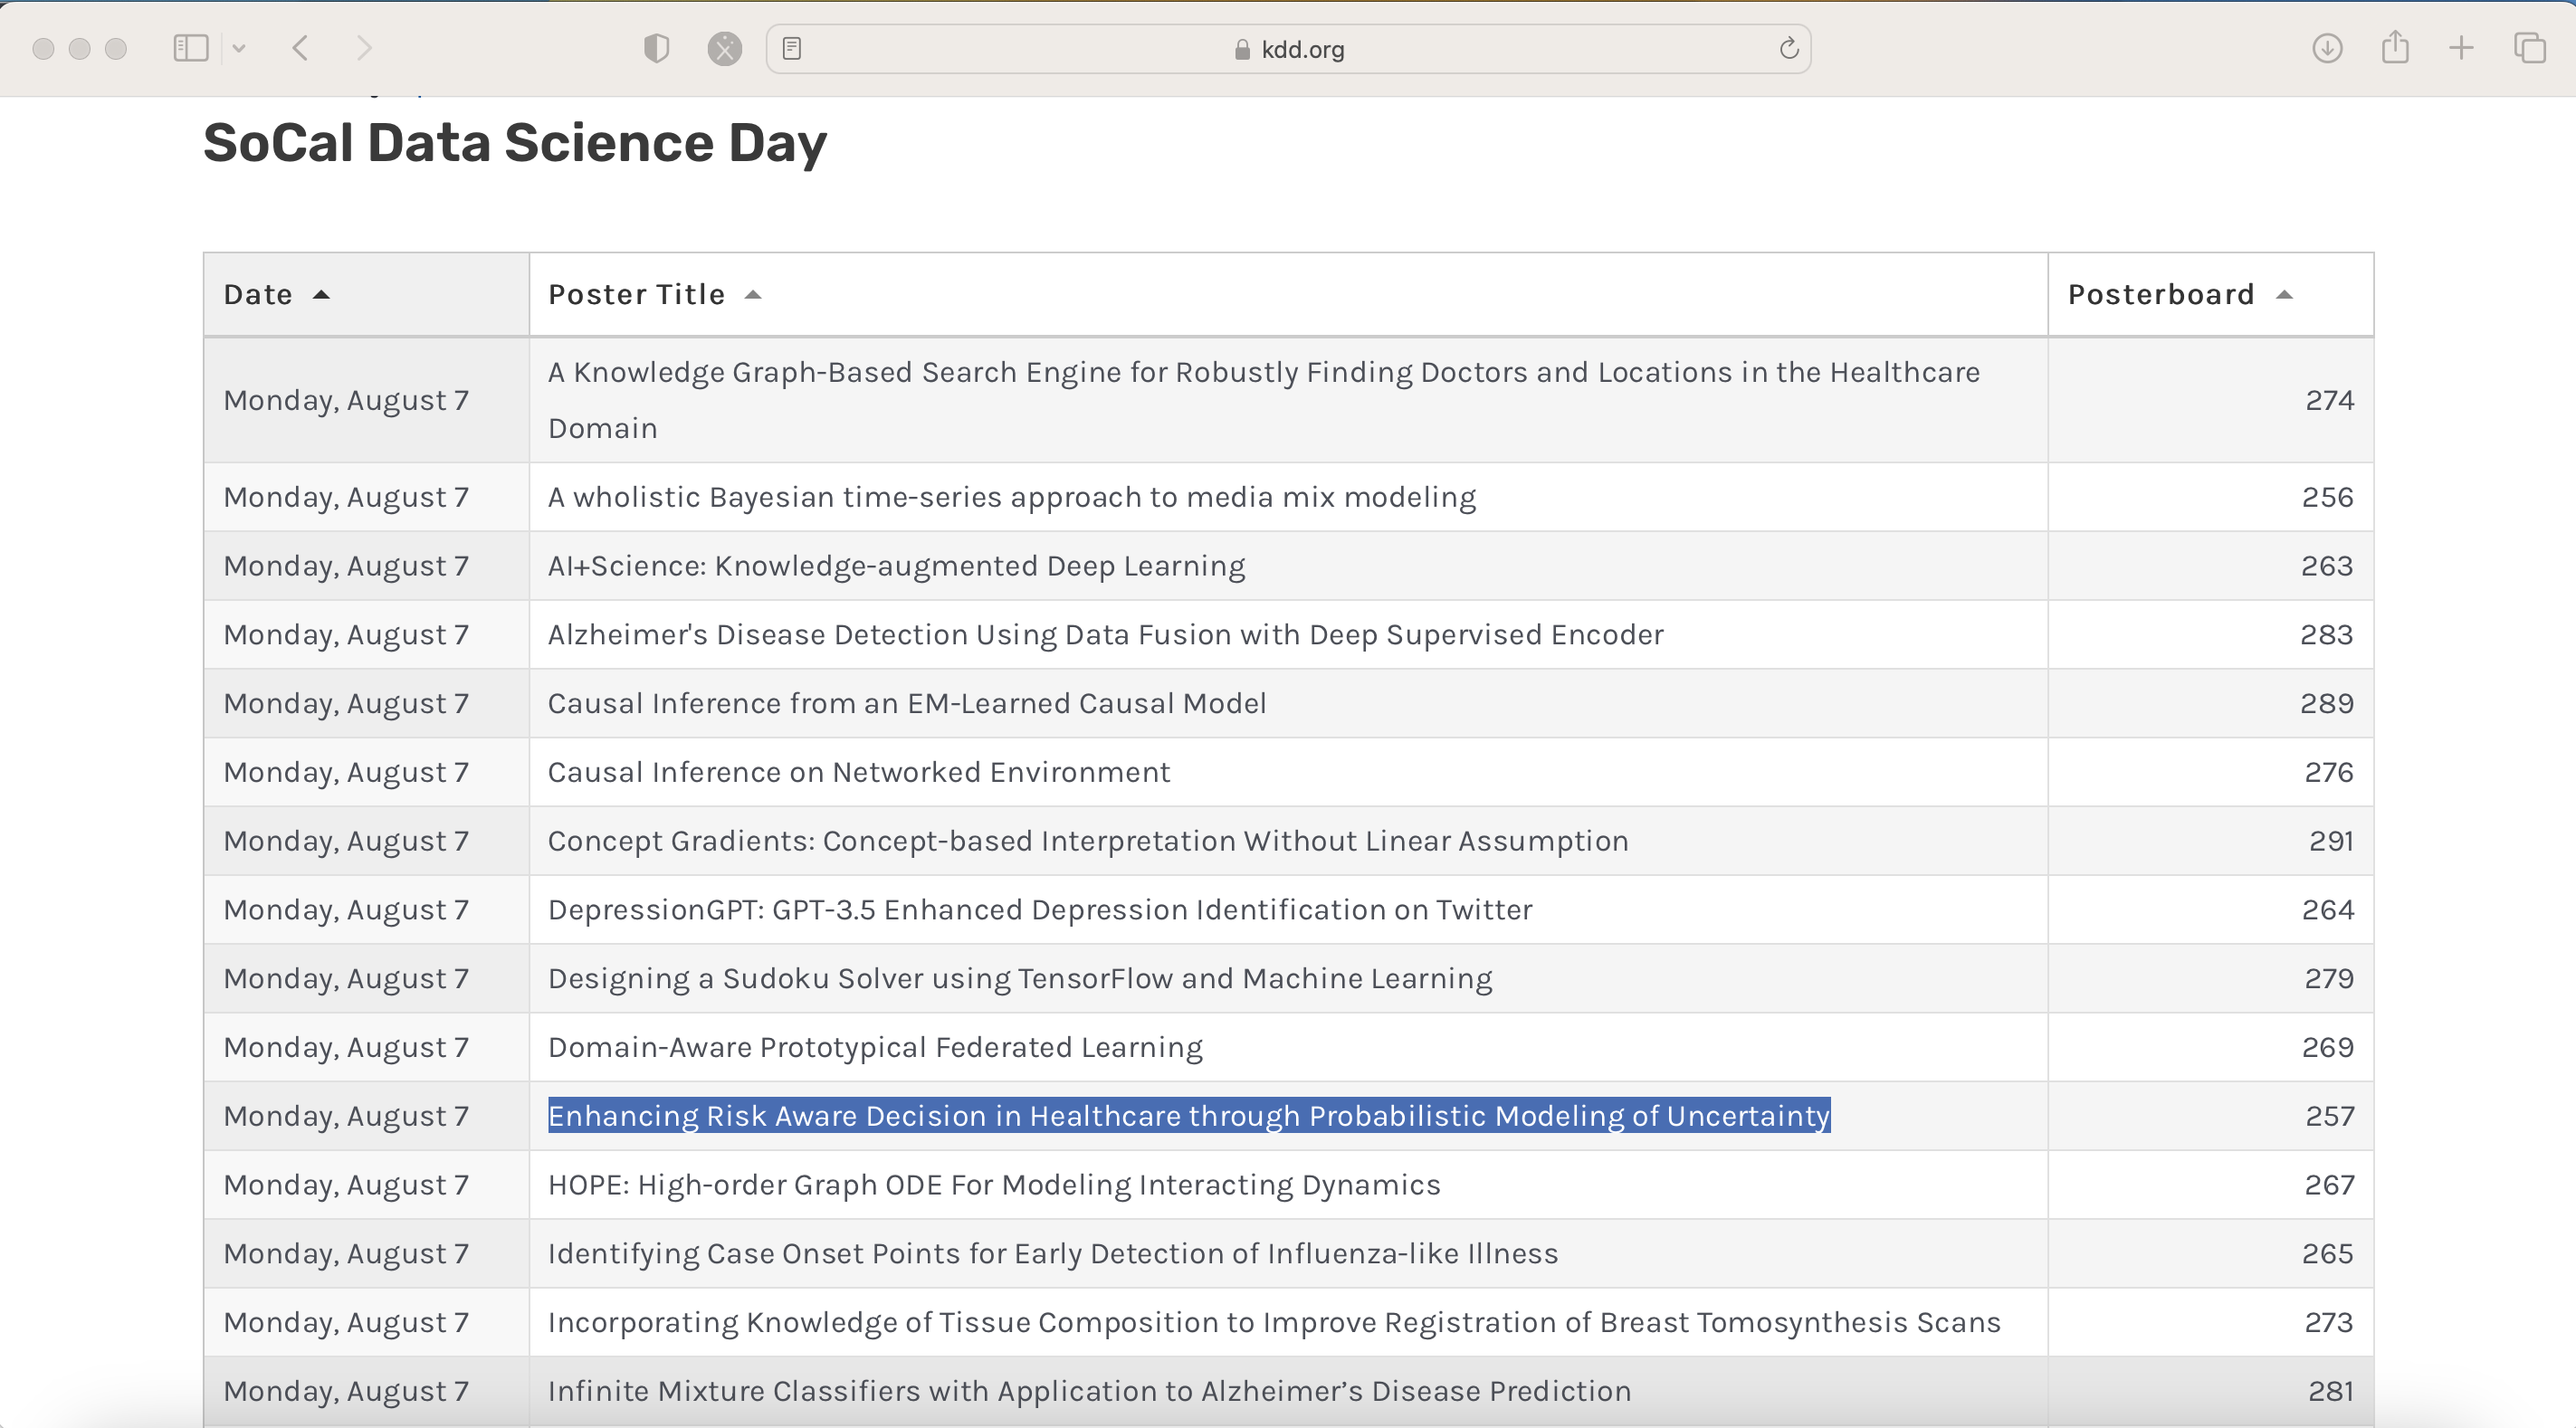 kdd.org
SoCal Data Science Day
Date Poster Title Posterboard
Monday, August 7 A Knowledge Graph-Based Search Engine for Robustly Finding Doctors and Locations in the Healthcare
Domain 274
Monday, August 7 A wholistic Bayesian time-series approach to media mix modeling 256
Monday, August 7 AI+Science: Knowledge-augmented Deep Learning 263
Monday, August 7 Alzheimer's Disease Detection Using Data Fusion with Deep Supervised Encoder 283
Monday, August 7 Causal Inference from an EM-Learned Causal Model 289
Monday, August 7 Causal Inference on Networked Environment 276
Monday, August 7 Concept Gradients: Concept-based Interpretation Without Linear Assumption 291
Monday, August 7 DepressionGPT: GPT-3.5 Enhanced Depression Identification on Twitter 264
Monday, August 7 Designing a Sudoku Solver using TensorFlow and Machine Learning 279
Monday, August 7 Domain-Aware Prototypical Federated Learning 269
Monday, August 7 Enhancing Risk Aware Decision in Healthcare through Probabilistic Modeling of Uncertainty 257
Monday, August 7 HOPE: High-order Graph ODE For Modeling Interacting Dynamics 267
Monday, August 7 Identifying Case Onset Points for Early Detection of Influenza-like Illness 265
Monday, August 7 Incorporating Knowledge of Tissue Composition to Improve Registration of Breast Tomosynthesis Scans 273
Monday, August 7 Infinite Mixture Classifiers with Application to Alzheimer’s Disease Prediction 281